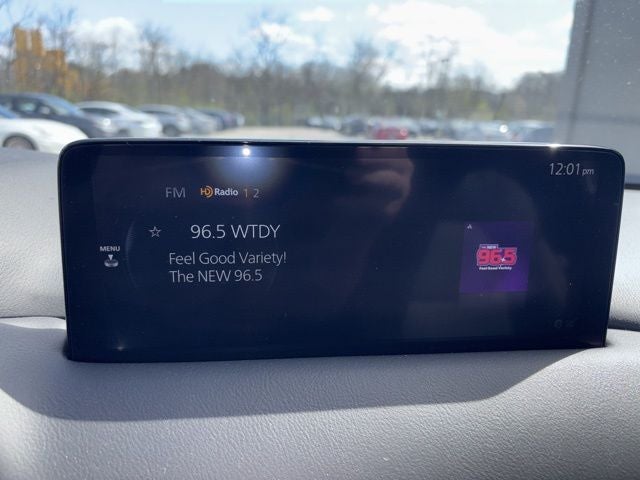 12:01 pm
FM HD Radio 1 2
☆ 96.5 WTDY
MENU
Feel Good Variety!
The NEW 96.5
THE NEW
96.5
Feel Good Variety